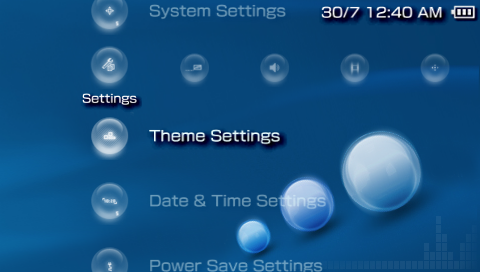 System Settings
30/7 12:40 AM
Settings
Theme Settings
Date & Time Settings
Power Save Settings